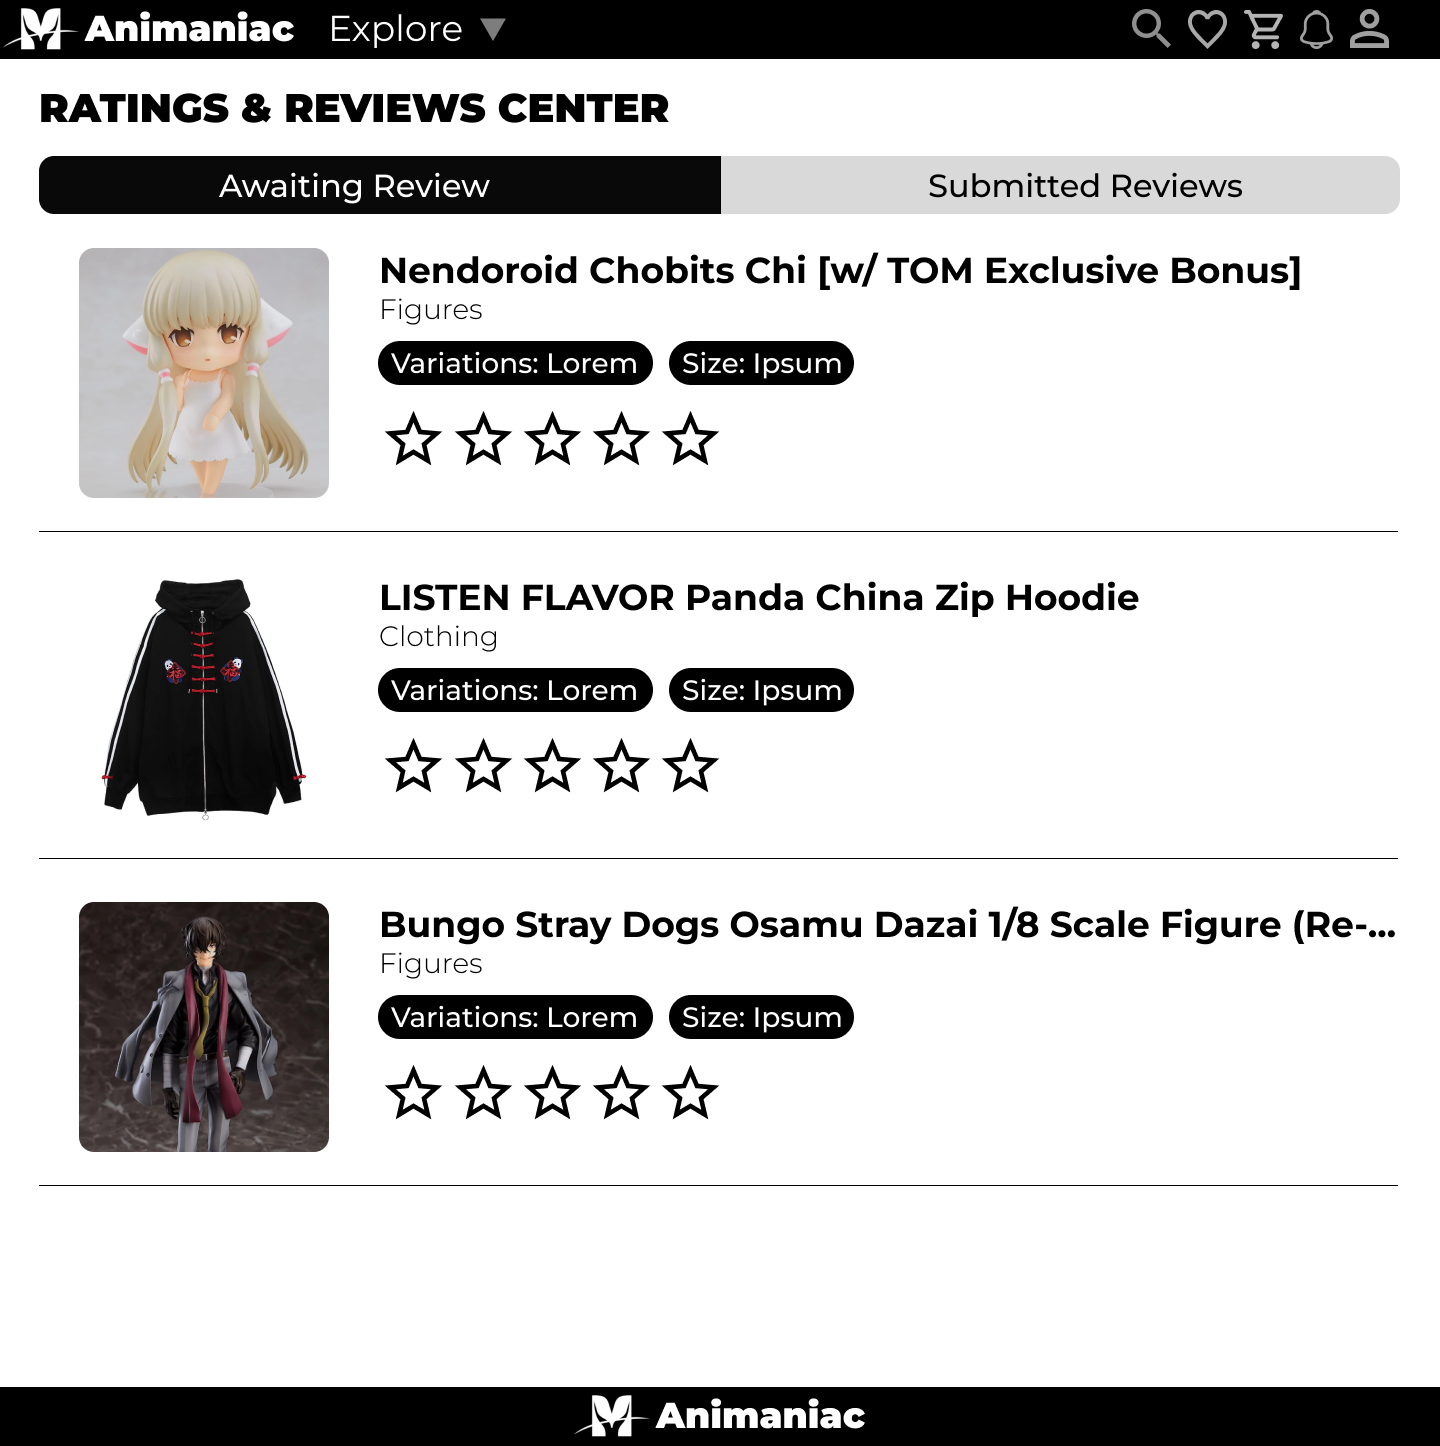 Animaniac Explore ▼
RATINGS & REVIEWS CENTER
Awaiting Review
Submitted Reviews
Nendoroid Chobits Chi [w/ TOM Exclusive Bonus]
Figures
Variations: Lorem
Size: Ipsum
LISTEN FLAVOR Panda China Zip Hoodie
Clothing
Variations: Lorem
Size: Ipsum
Bungo Stray Dogs Osamu Dazai 1/8 Scale Figure (Re-...
Figures
Variations: Lorem
Size: Ipsum
Animaniac